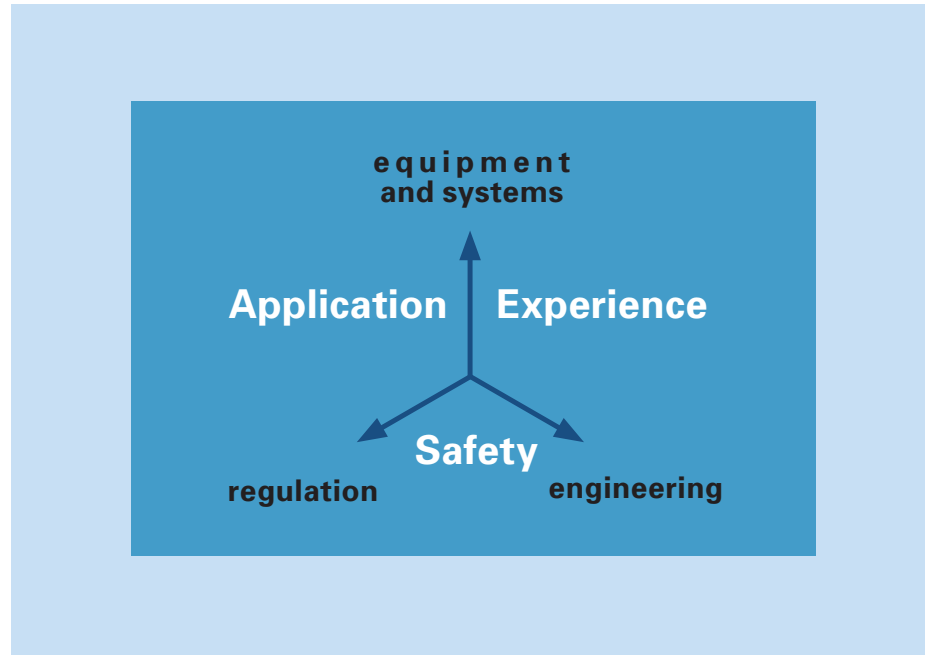 equipment
and systems
Application
Experience
Safety
regulation
engineering